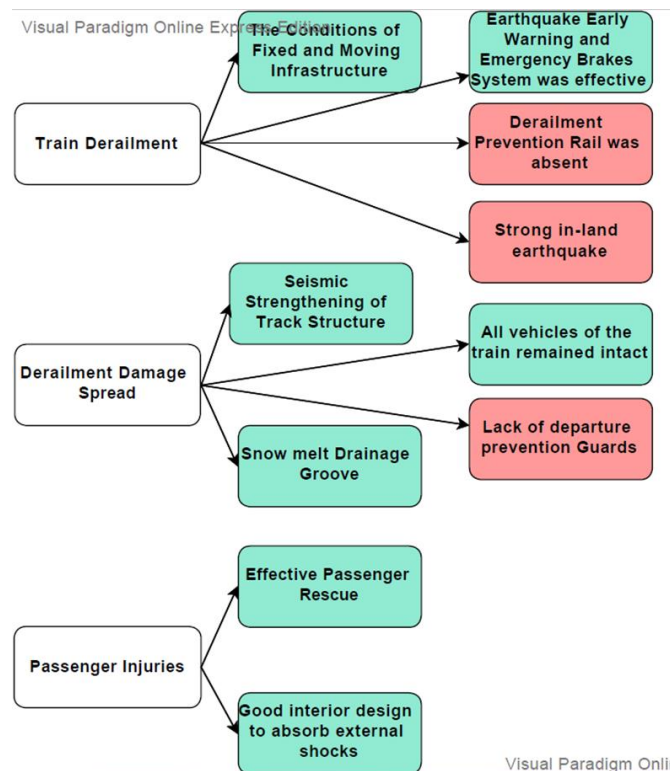 Visual Paradigm Online Express Edition
The Conditions of
Fixed and Moving
Infrastructure
Earthquake Early
Warning and
Emergency Brakes
System was effective
Train Derailment
Derailment
Prevention Rail was
absent
Strong in-land
earthquake
Seismic
Strengthening of
Track Structure
All vehicles of the
train remained intact
Derailment Damage
Spread
Lack of departure
prevention Guards
Snow melt Drainage
Groove
Effective Passenger
Rescue
Passenger Injuries
Good interior design
to absorb external
shocks
Visual Paradigm Onli